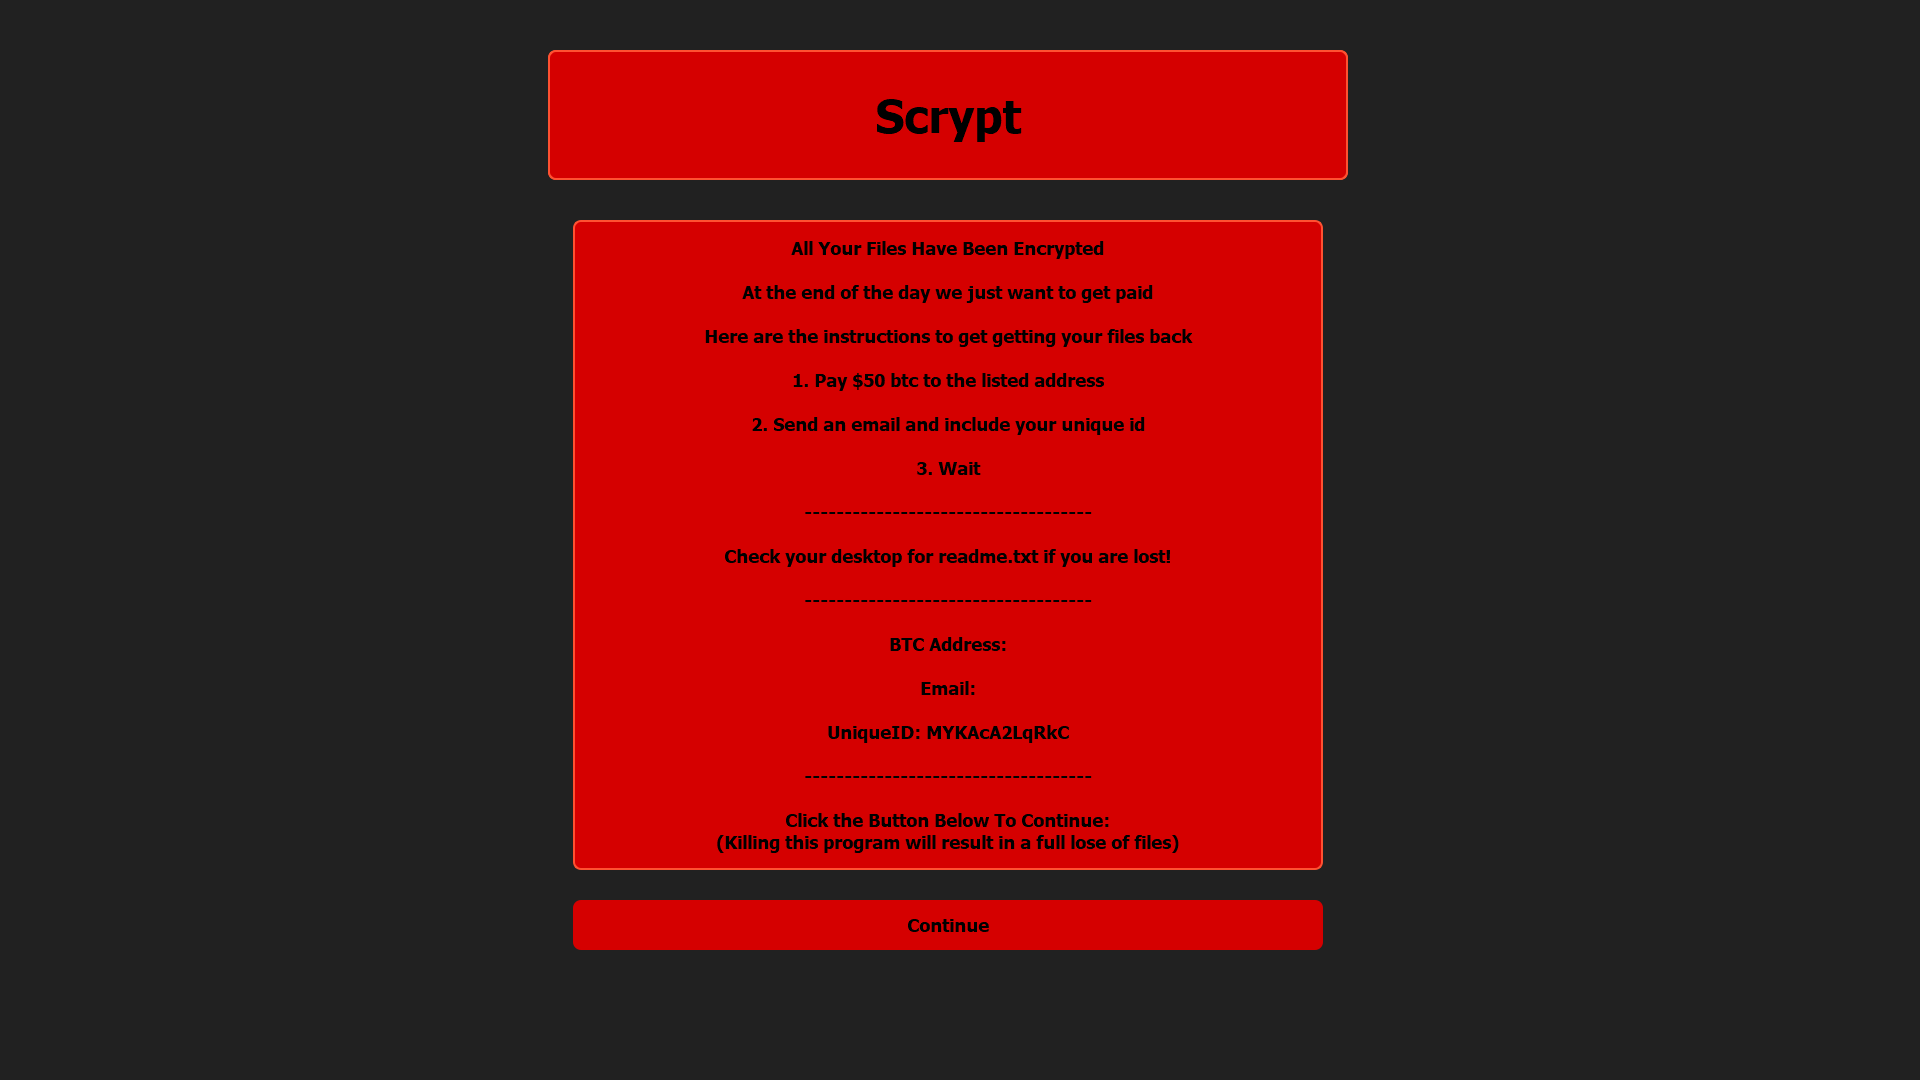 Scrypt
All Your Files Have Been Encrypted
At the end of the day we just want to get paid
Here are the instructions to get getting your files back
1. Pay $50 btc to the listed address
2. Send an email and include your unique id
3. Wait
------------------------------------
Check your desktop for readme.txt if you are lost!
------------------------------------
BTC Address:
Email:
UniqueID: MYKAcA2LqRkC
------------------------------------
Click the Button Below To Continue:
(Killing this program will result in a full lose of files)
Continue